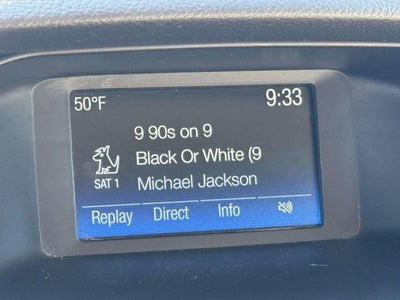 50°F 9:33
9 90s on 9
Black Or White (9
SAT 1 Michael Jackson
Replay Direct Info